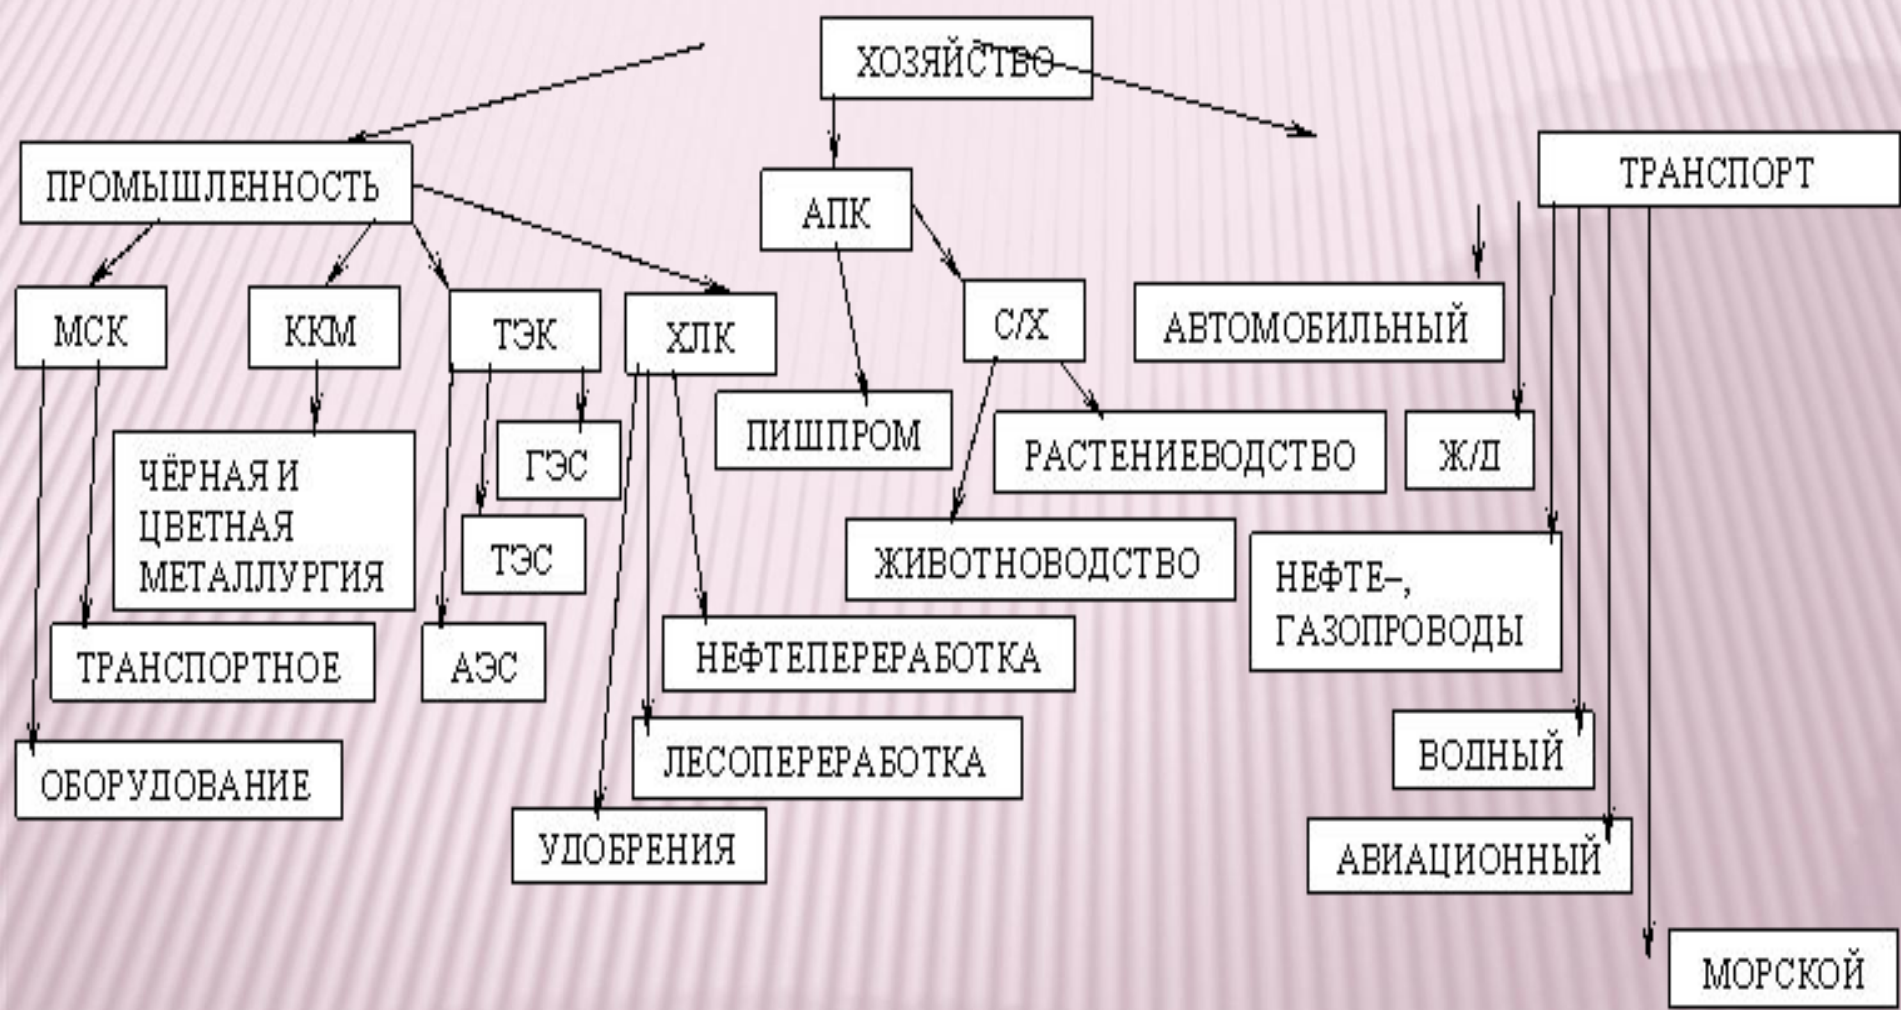 ХОЗЯЙСТВО
ПРОМЫШЛЕННОСТЬ
АПК
ТРАНСПОРТ
МСК
ККМ
ТЭК
ХЛК
С/Х
АВТОМОБИЛЬНЫЙ
ПИШПРОМ
РАСТЕНИЕВОДСТВО
Ж/Д
ГЭС
ЧЁРНАЯ И
ЦВЕТНАЯ
МЕТАЛЛУРГИЯ
ТЭС
ЖИВОТНОВОДСТВО
НЕФТЕ–,
ГАЗОПРОВОДЫ
ТРАНСПОРТНОЕ
АЭС
НЕФТЕПЕРЕРАБОТКА
ЛЕСОПЕРЕРАБОТКА
ВОДНЫЙ
ОБОРУДОВАНИЕ
УДОБРЕНИЯ
АВИАЦИОННЫЙ
МОРСКОЙ